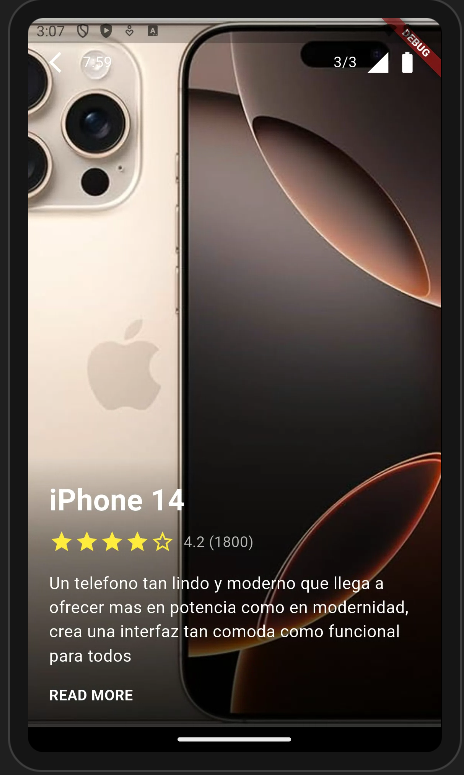 3:07
DEBUG
7:59
3/3
iPhone 14
4.2 (1800)
Un telefono tan lindo y moderno que llega a
ofrecer mas en potencia como en modernidad,
crea una interfaz tan comoda como funcional
para todos
READ MORE